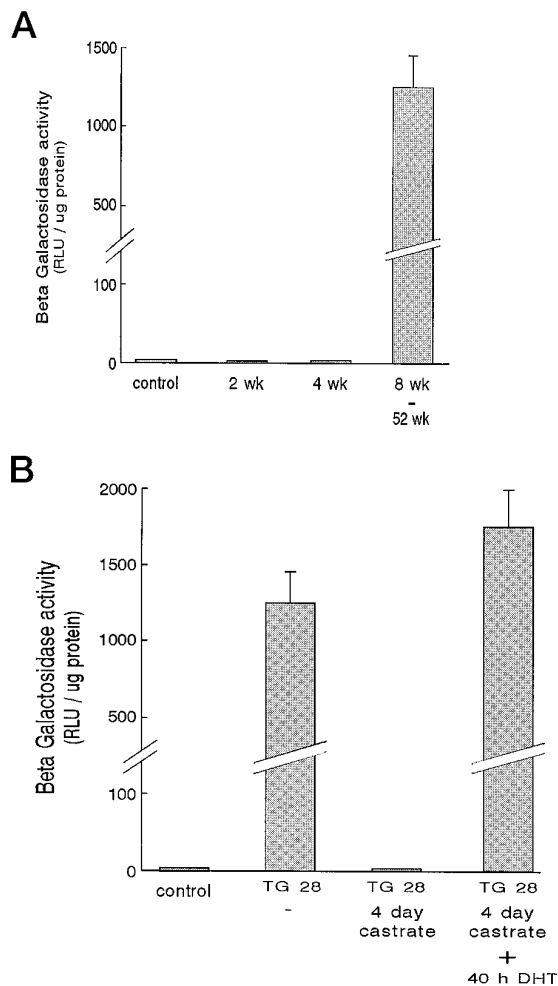 A
Beta Galactosidase activity
(RLU / ug protein)
1500
1000
500
100
0
control
2 wk
4 wk
8 wk
-
52 wk
B
Beta Galactosidase activity
(RLU / ug protein)
2000
1500
1000
500
100
0
control
TG 28
-
TG 28
4 day
castrate
TG 28
4 day
castrate
+
40 h DHT